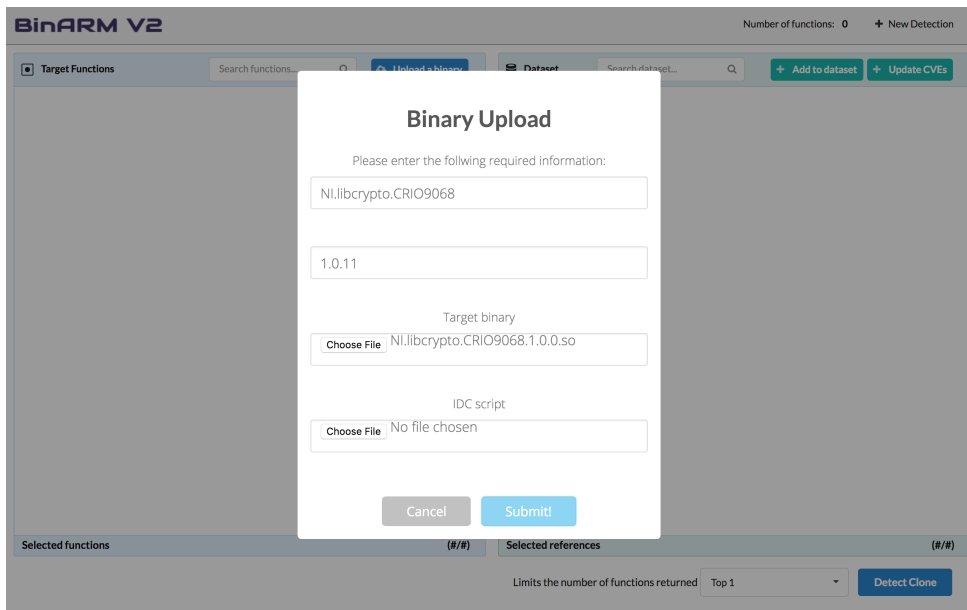 BinARM V2
Number of functions: 0 + New Detection
Target Functions Search functions... Upload a binary
Dataset Search dataset... + Add to dataset + Update CVEs
Binary Upload
Please enter the follwing required information:
NI.libcrypto.CRIO9068
1.0.11
Target binary
Choose File NI.libcrypto.CRIO9068.1.0.0.so
IDC script
Choose File No file chosen
Cancel Submit!
Selected functions (#/#)
Selected references (#/#)
Limits the number of functions returned Top 1 Detect Clone